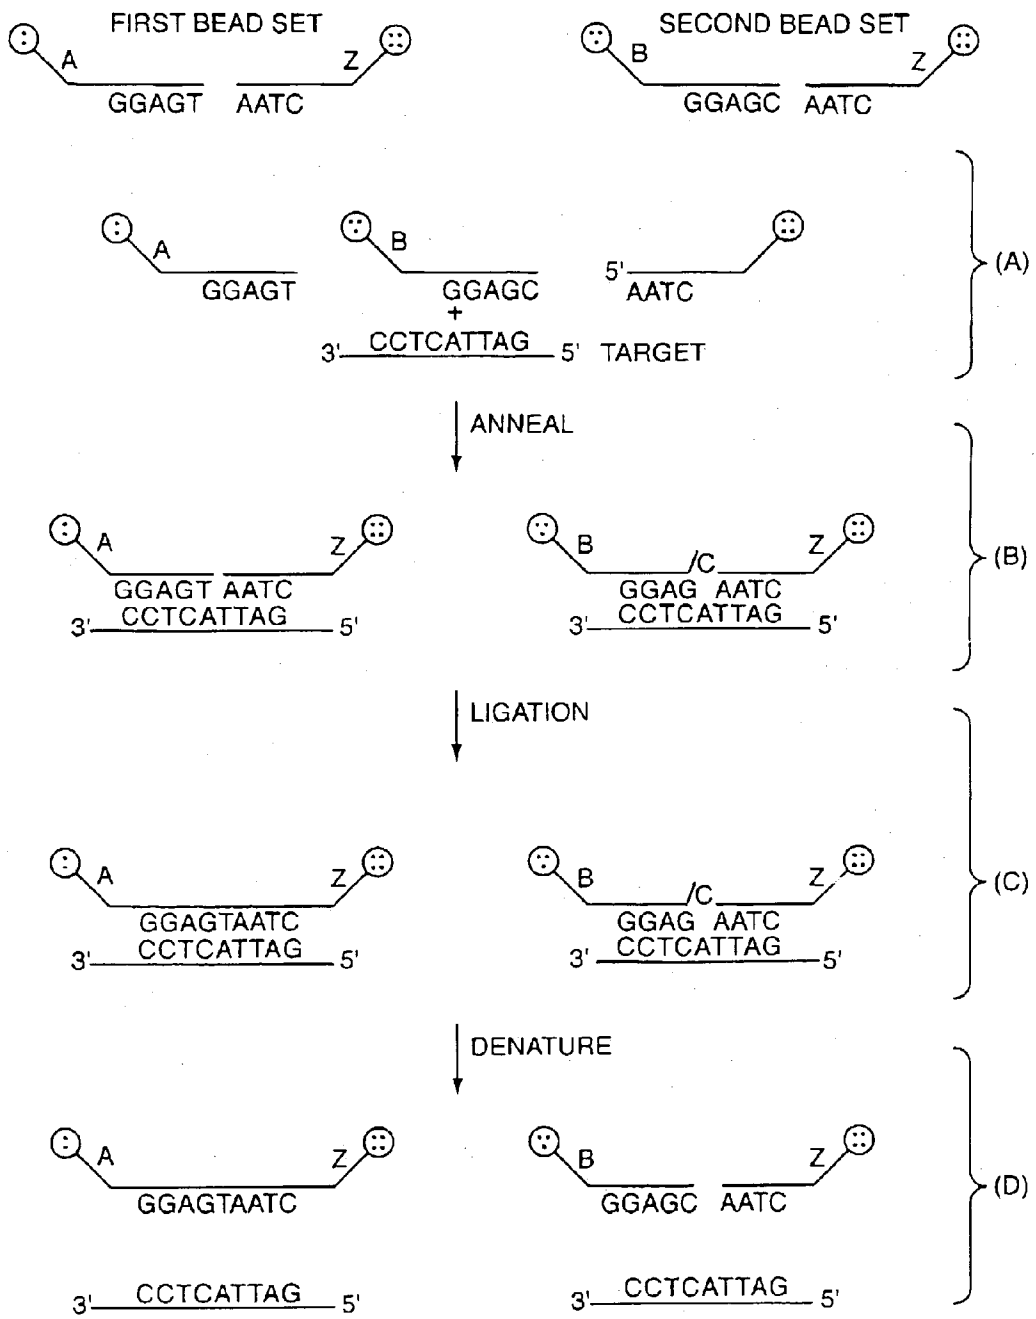 FIRST BEAD SET
SECOND BEAD SET
A Z
B Z
GGAGT AATC
GGAGC AATC
A
B
5'
GGAGT
GGAGC
AATC
(A)
+
CCTCATTAG
3' 5' TARGET
ANNEAL
A Z
B /C Z
(B)
GGAGT AATC
GGAG AATC
CCTCATTAG
CCTCATTAG
3' 5'
3' 5'
LIGATION
A Z
B /C Z
(C)
GGAGTAATC
GGAG AATC
CCTCATTAG
CCTCATTAG
3' 5'
3' 5'
DENATURE
A Z
B Z
(D)
GGAGTAATC
GGAGC AATC
CCTCATTAG
CCTCATTAG
3' 5'
3' 5'